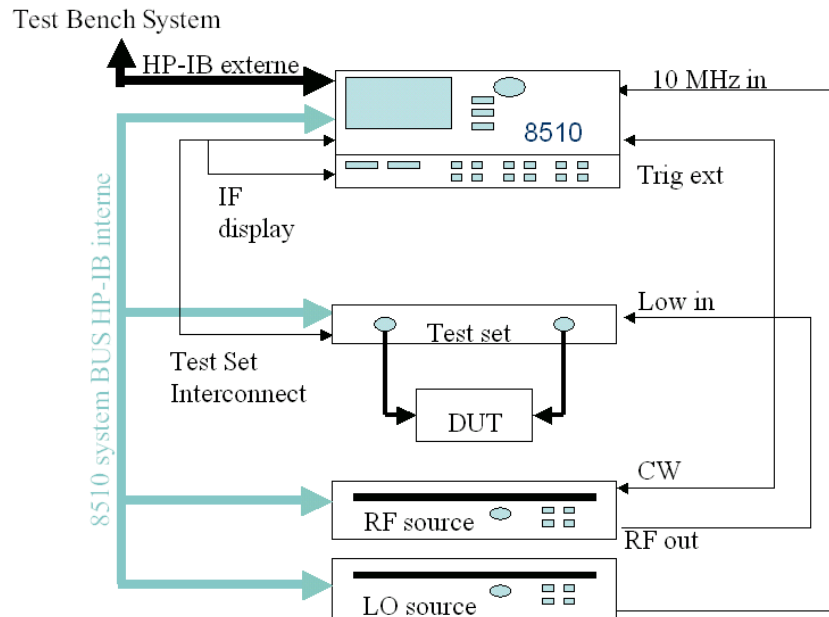 Test Bench System
HP-IB externe
10 MHz in
8510
Trig ext
IF
display
8510 system BUS HP-IB interne
Low in
Test set
Test Set
Interconnect
DUT
CW
RF source
RF out
LO source